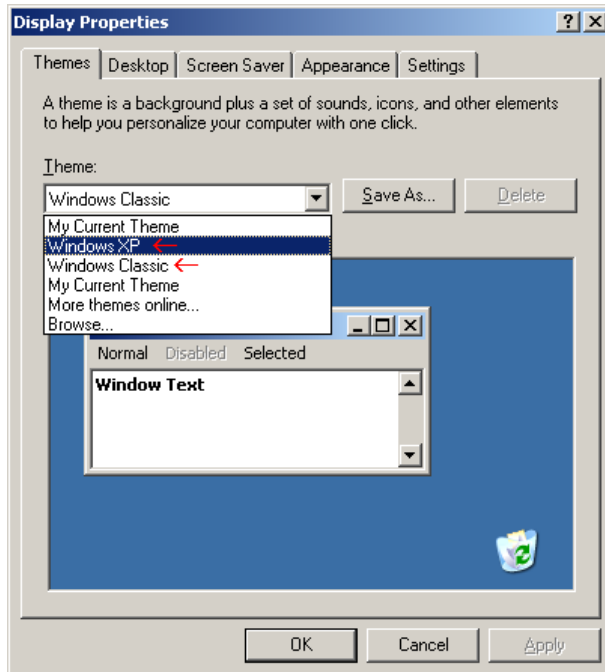 Display Properties
Themes Desktop Screen Saver Appearance Settings
A theme is a background plus a set of sounds, icons, and other elements
to help you personalize your computer with one click.
Theme:
Windows Classic Save As... Delete
My Current Theme
Windows XP
Windows Classic
My Current Theme
More themes online...
Browse...
Normal Disabled Selected
Window Text
OK Cancel Apply